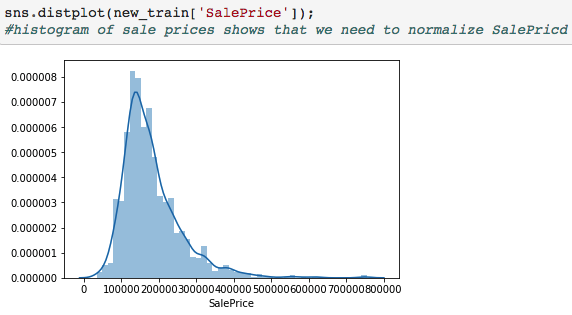 sns.distplot(new_train['SalePrice']);
#histogram of sale prices shows that we need to normalize SalePricd
0.000008
0.000007
0.000006
0.000005
0.000004
0.000003
0.000002
0.000001
0.000000
0 100000 200000 300000 400000 500000 600000 700000 800000
SalePrice